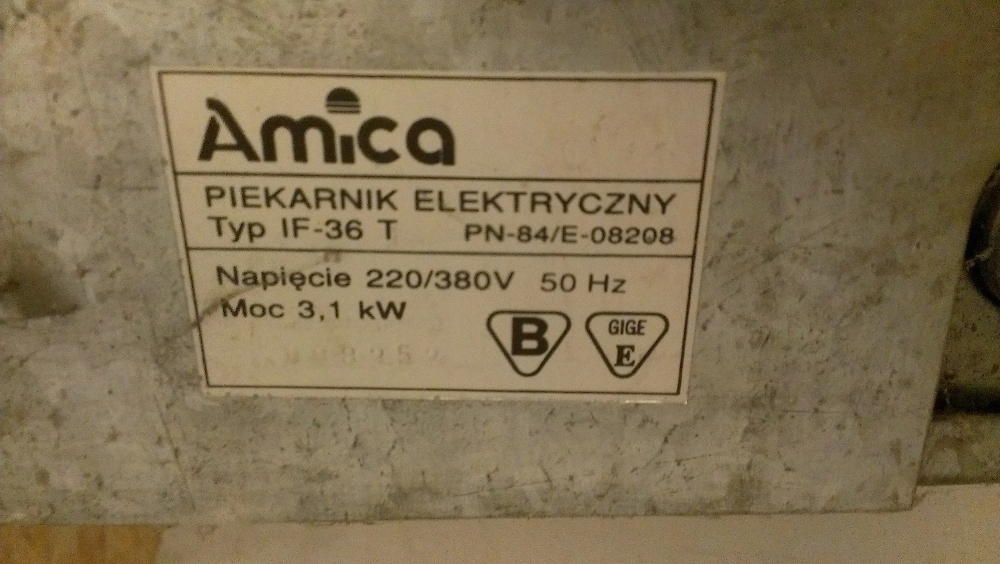 Amica
PIEKARNIK ELEKTRYCZNY
Typ IF-36 T PN-84/E-08208
Napięcie 220/380V 50 Hz
Moc 3,1 kW
B
GIGE
E